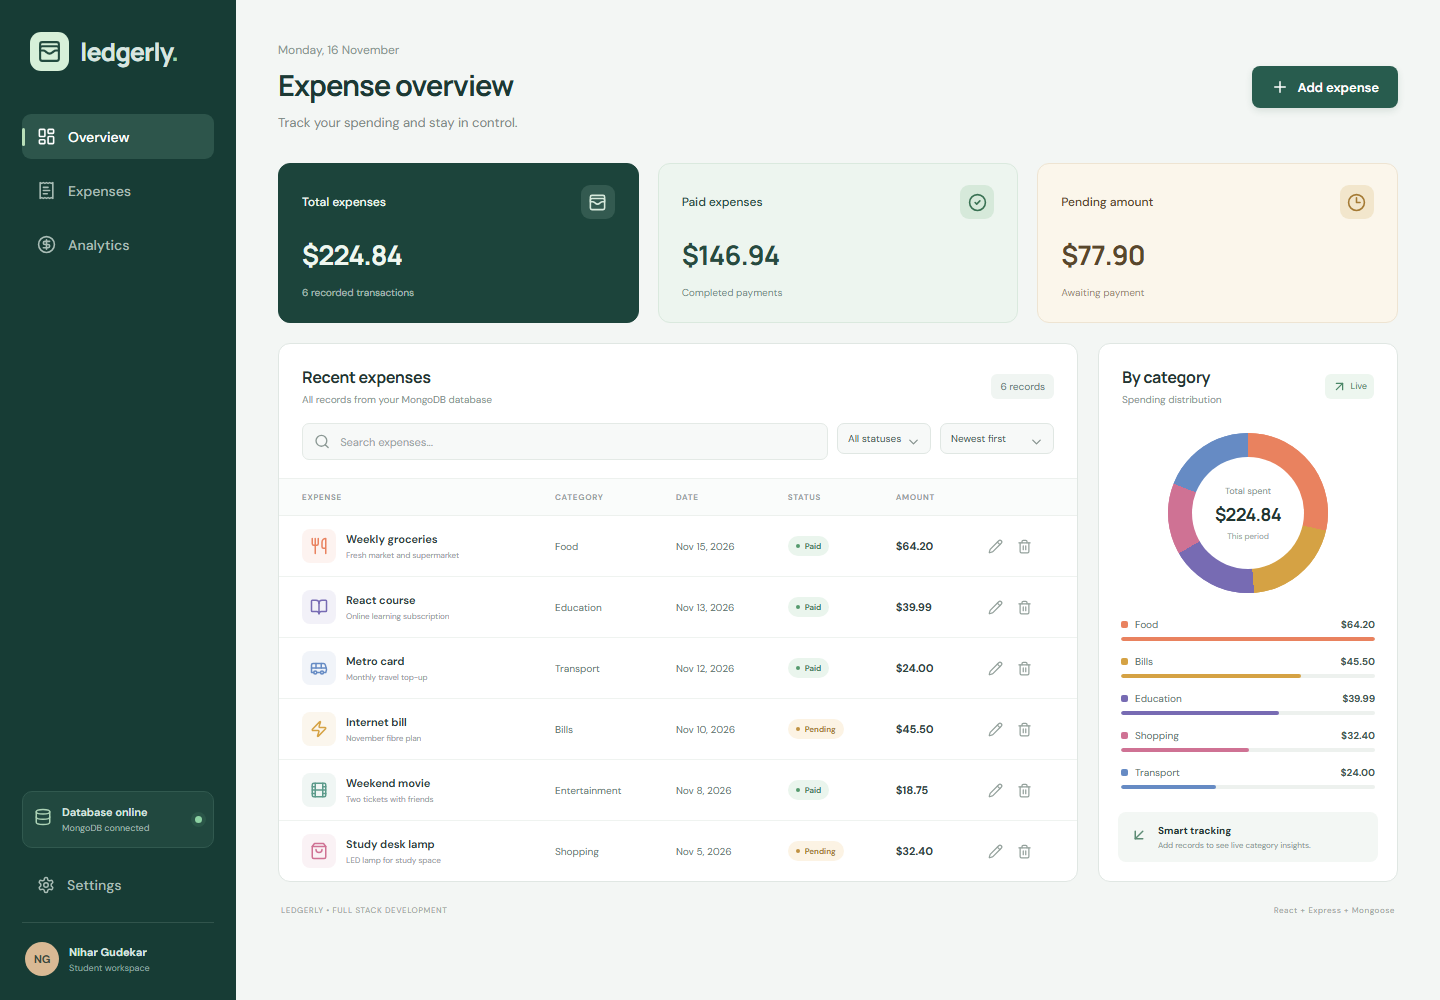 ledgerly.
Overview
Expenses
Analytics
Database online
MongoDB connected
Settings
NG
Nihar Gudekar
Student workspace
Monday, 16 November
Expense overview
Track your spending and stay in control.
Add expense
Total expenses
$224.84
6 recorded transactions
Paid expenses
$146.94
Completed payments
Pending amount
$77.90
Awaiting payment
Recent expenses
All records from your MongoDB database
6 records
Search expenses...
All statuses
Newest first
EXPENSE CATEGORY DATE STATUS AMOUNT
Weekly groceries
Fresh market and supermarket
Food Nov 15, 2026 Paid $64.20
React course
Online learning subscription
Education Nov 13, 2026 Paid $39.99
Metro card
Monthly travel top-up
Transport Nov 12, 2026 Paid $24.00
Internet bill
November fibre plan
Bills Nov 10, 2026 Pending $45.50
Weekend movie
Two tickets with friends
Entertainment Nov 8, 2026 Paid $18.75
Study desk lamp
LED lamp for study space
Shopping Nov 5, 2026 Pending $32.40
By category
Spending distribution
Live
Total spent
$224.84
This period
Food $64.20
Bills $45.50
Education $39.99
Shopping $32.40
Transport $24.00
Smart tracking
Add records to see live category insights.
LEDGERLY • FULL STACK DEVELOPMENT
React + Express + Mongoose